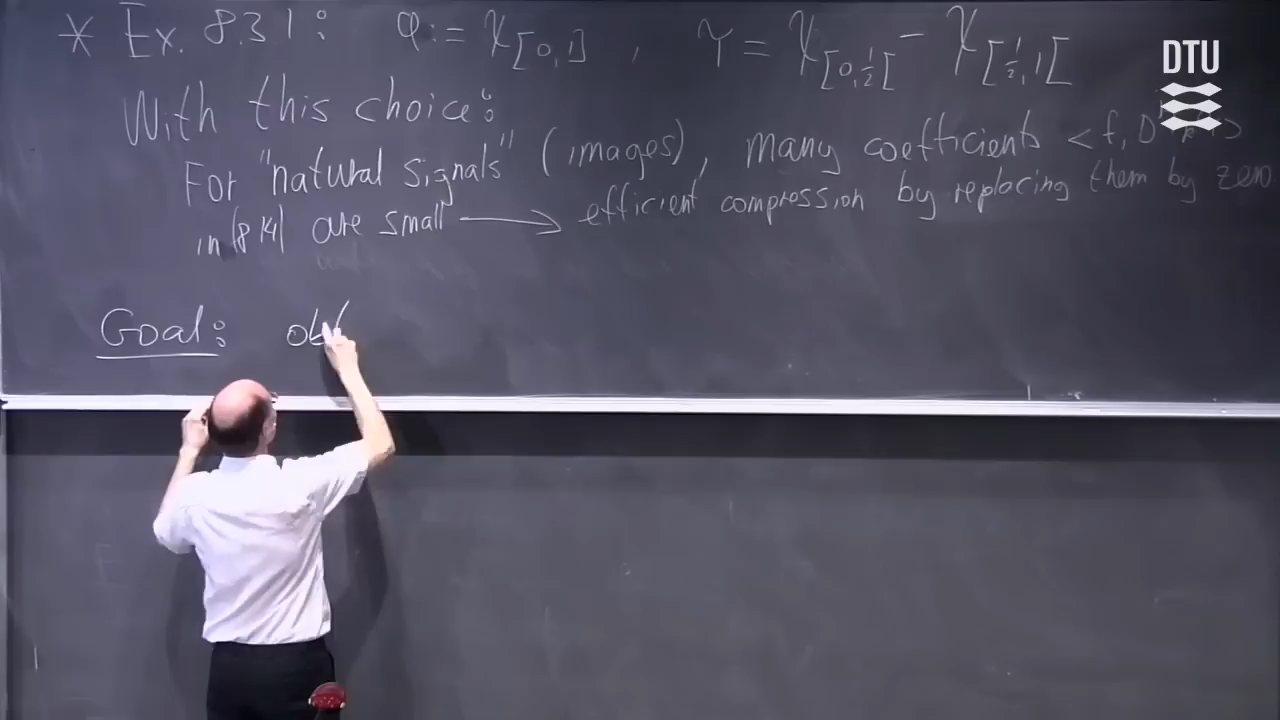 * Ex. 8.3.1: φ := χ[0,1] , ψ = χ[0,½[ − χ[½,1[
DTU
With this choice:
For "natural signals" (images), many coefficients <f, D
in (8.14) are small → efficient compression by replacing them by zero
Goal: